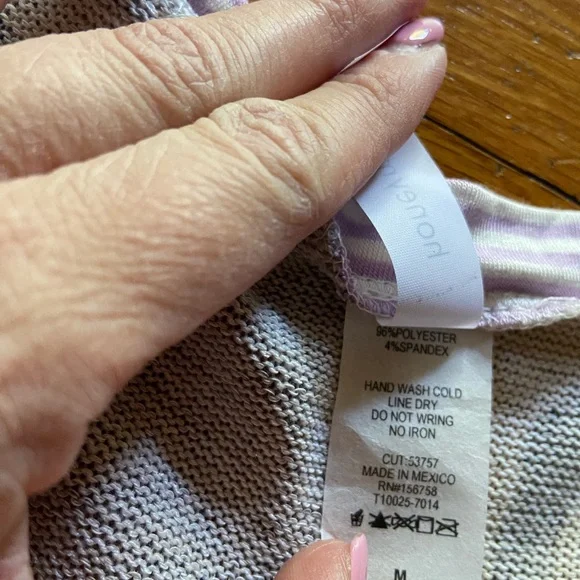 96%POLYESTER
4%SPANDEX
HAND WASH COLD
LINE DRY
DO NOT WRING
NO IRON
CUT:53757
MADE IN MEXICO
RN#156758
T10025-7014
M